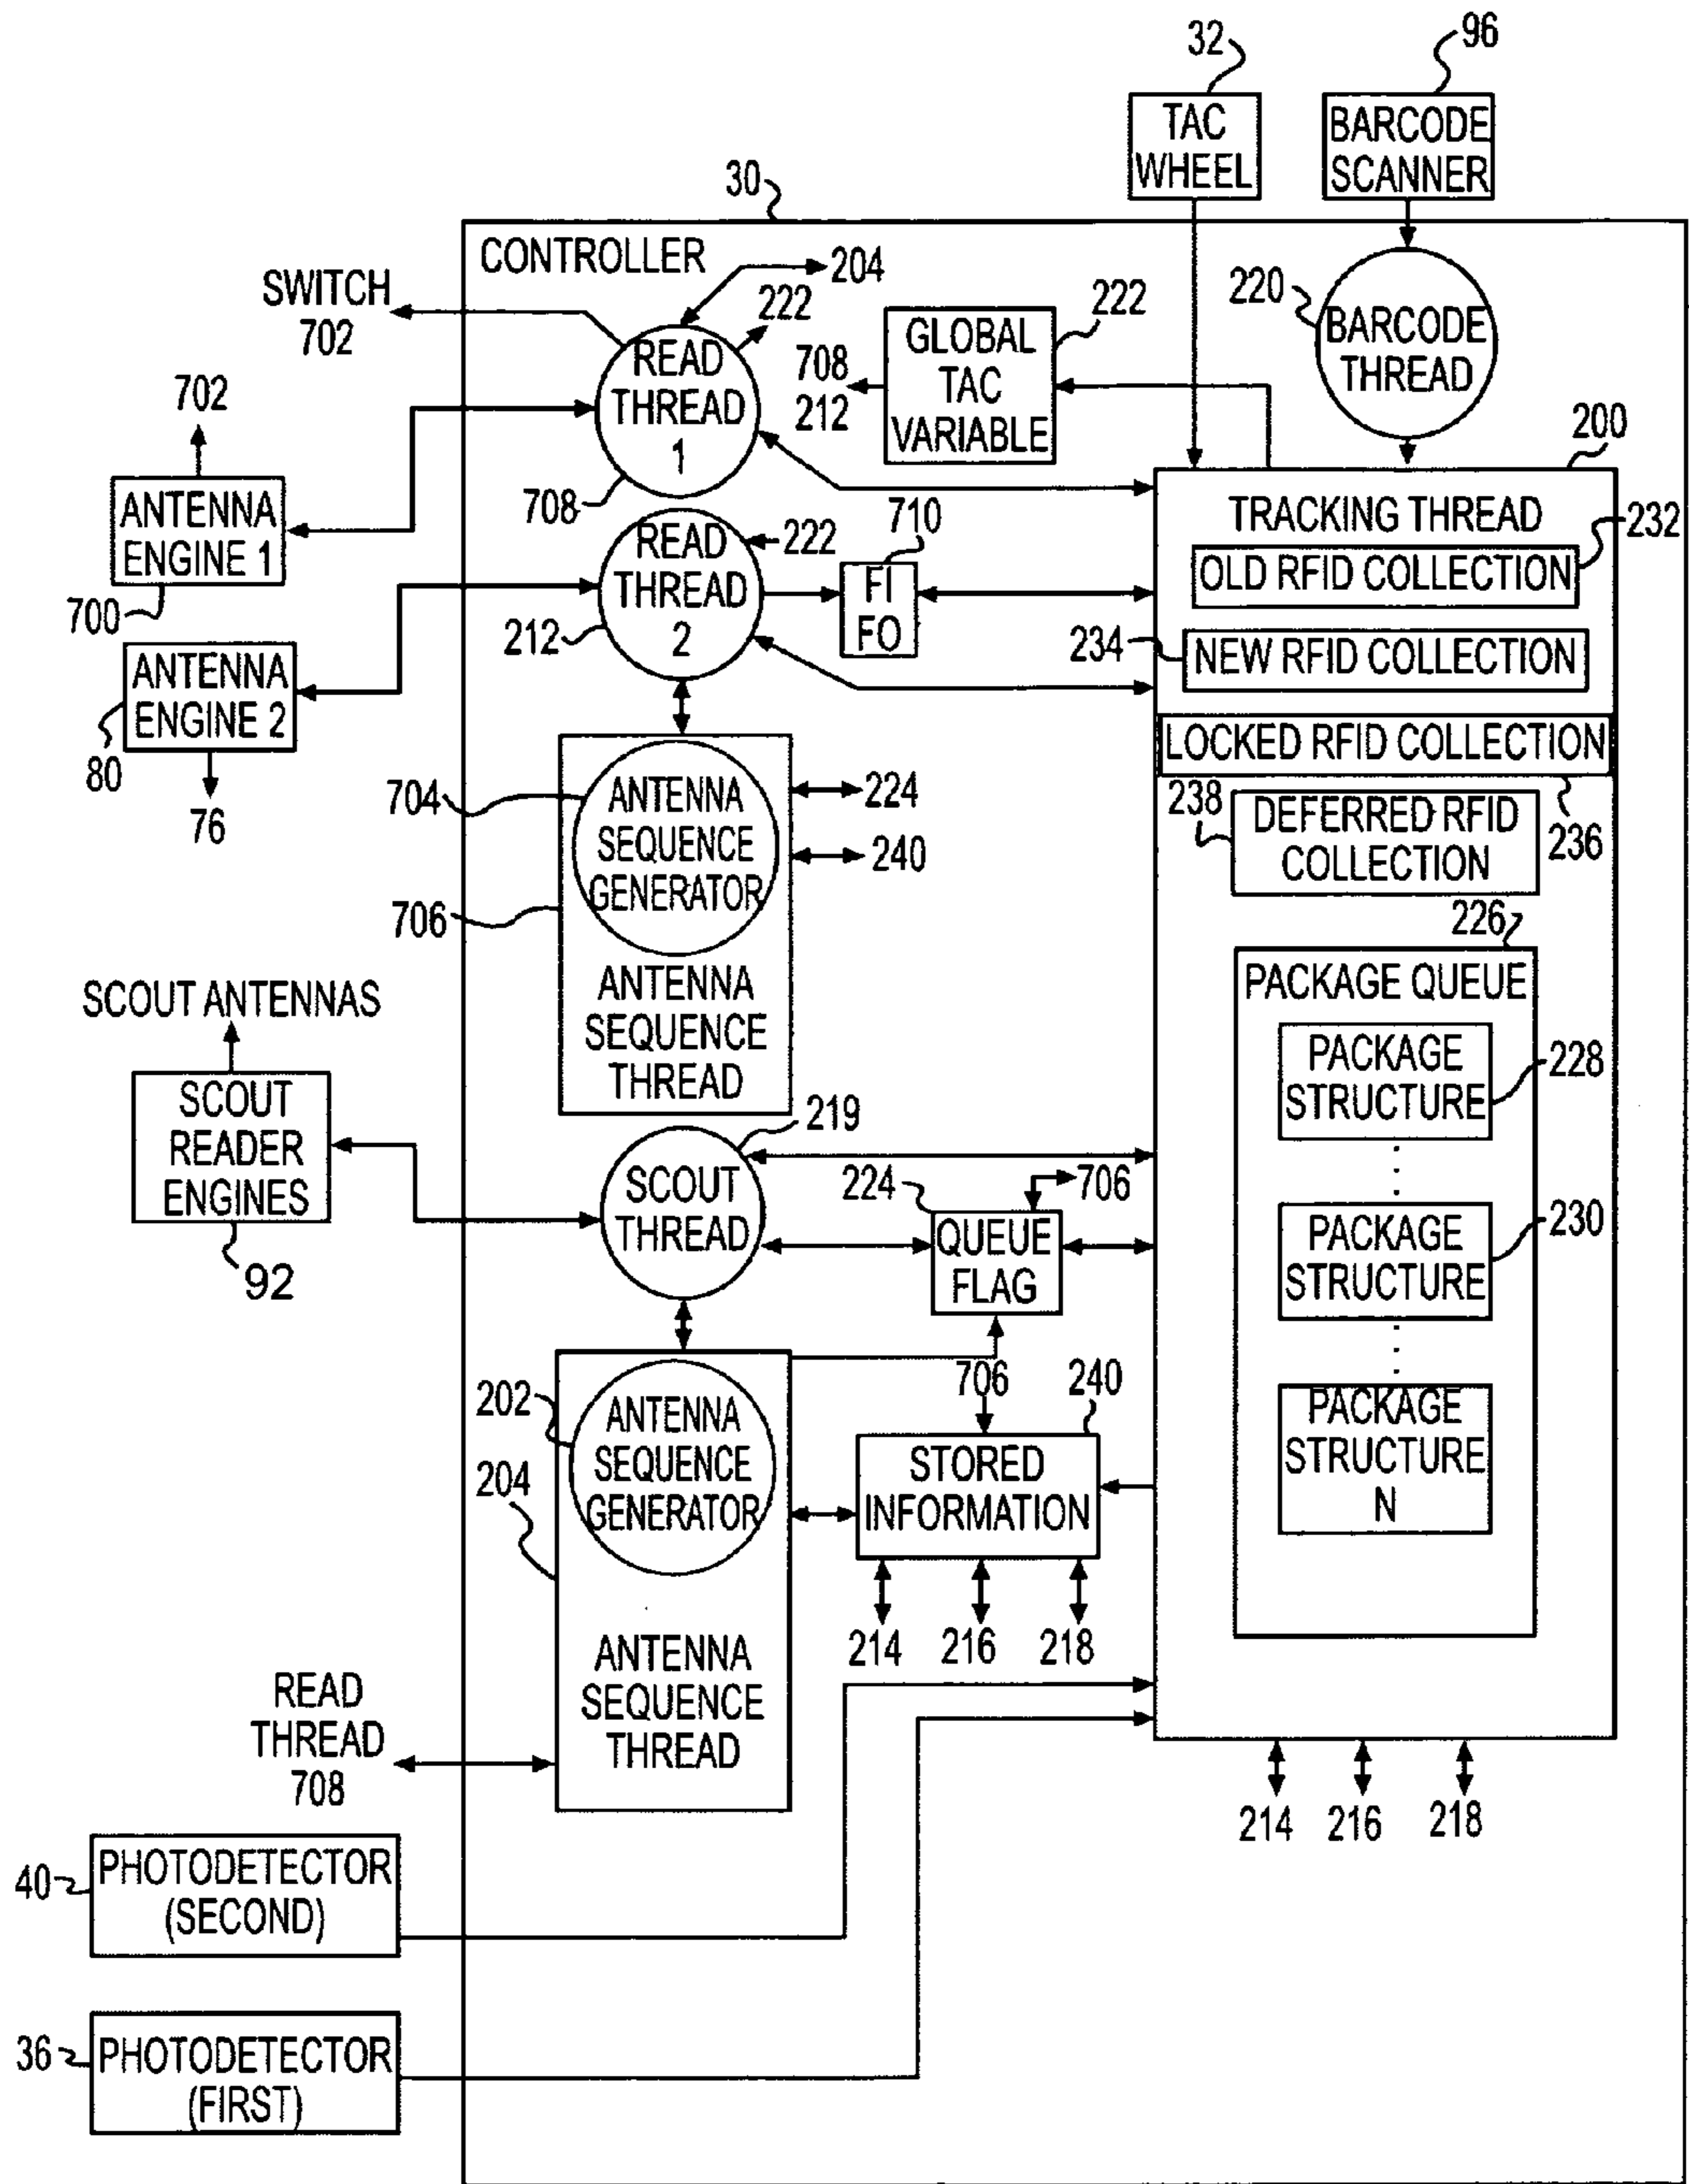 32
96
TAC
WHEEL
BARCODE
SCANNER
30
CONTROLLER
204
SWITCH
702
222
220
BARCODE
THREAD
GLOBAL
TAC
VARIABLE
222
708
212
READ
THREAD
1
708
702
ANTENNA
ENGINE 1
700
200
TRACKING THREAD
232
OLD RFID COLLECTION
READ
THREAD
2
222
212
710
FI
FO
234
NEW RFID COLLECTION
ANTENNA
ENGINE 2
80
76
LOCKED RFID COLLECTION
236
238
DEFERRED RFID
COLLECTION
704
ANTENNA
SEQUENCE
GENERATOR
224
240
706
ANTENNA
SEQUENCE
THREAD
226
PACKAGE QUEUE
PACKAGE
STRUCTURE
228
PACKAGE
STRUCTURE
230
PACKAGE
STRUCTURE
N
SCOUT ANTENNAS
SCOUT
READER
ENGINES
92
219
SCOUT
THREAD
224
706
QUEUE
FLAG
202
ANTENNA
SEQUENCE
GENERATOR
204
ANTENNA
SEQUENCE
THREAD
706
240
STORED
INFORMATION
214
216
218
READ
THREAD
708
214
216
218
40
PHOTODETECTOR
(SECOND)
36
PHOTODETECTOR
(FIRST)